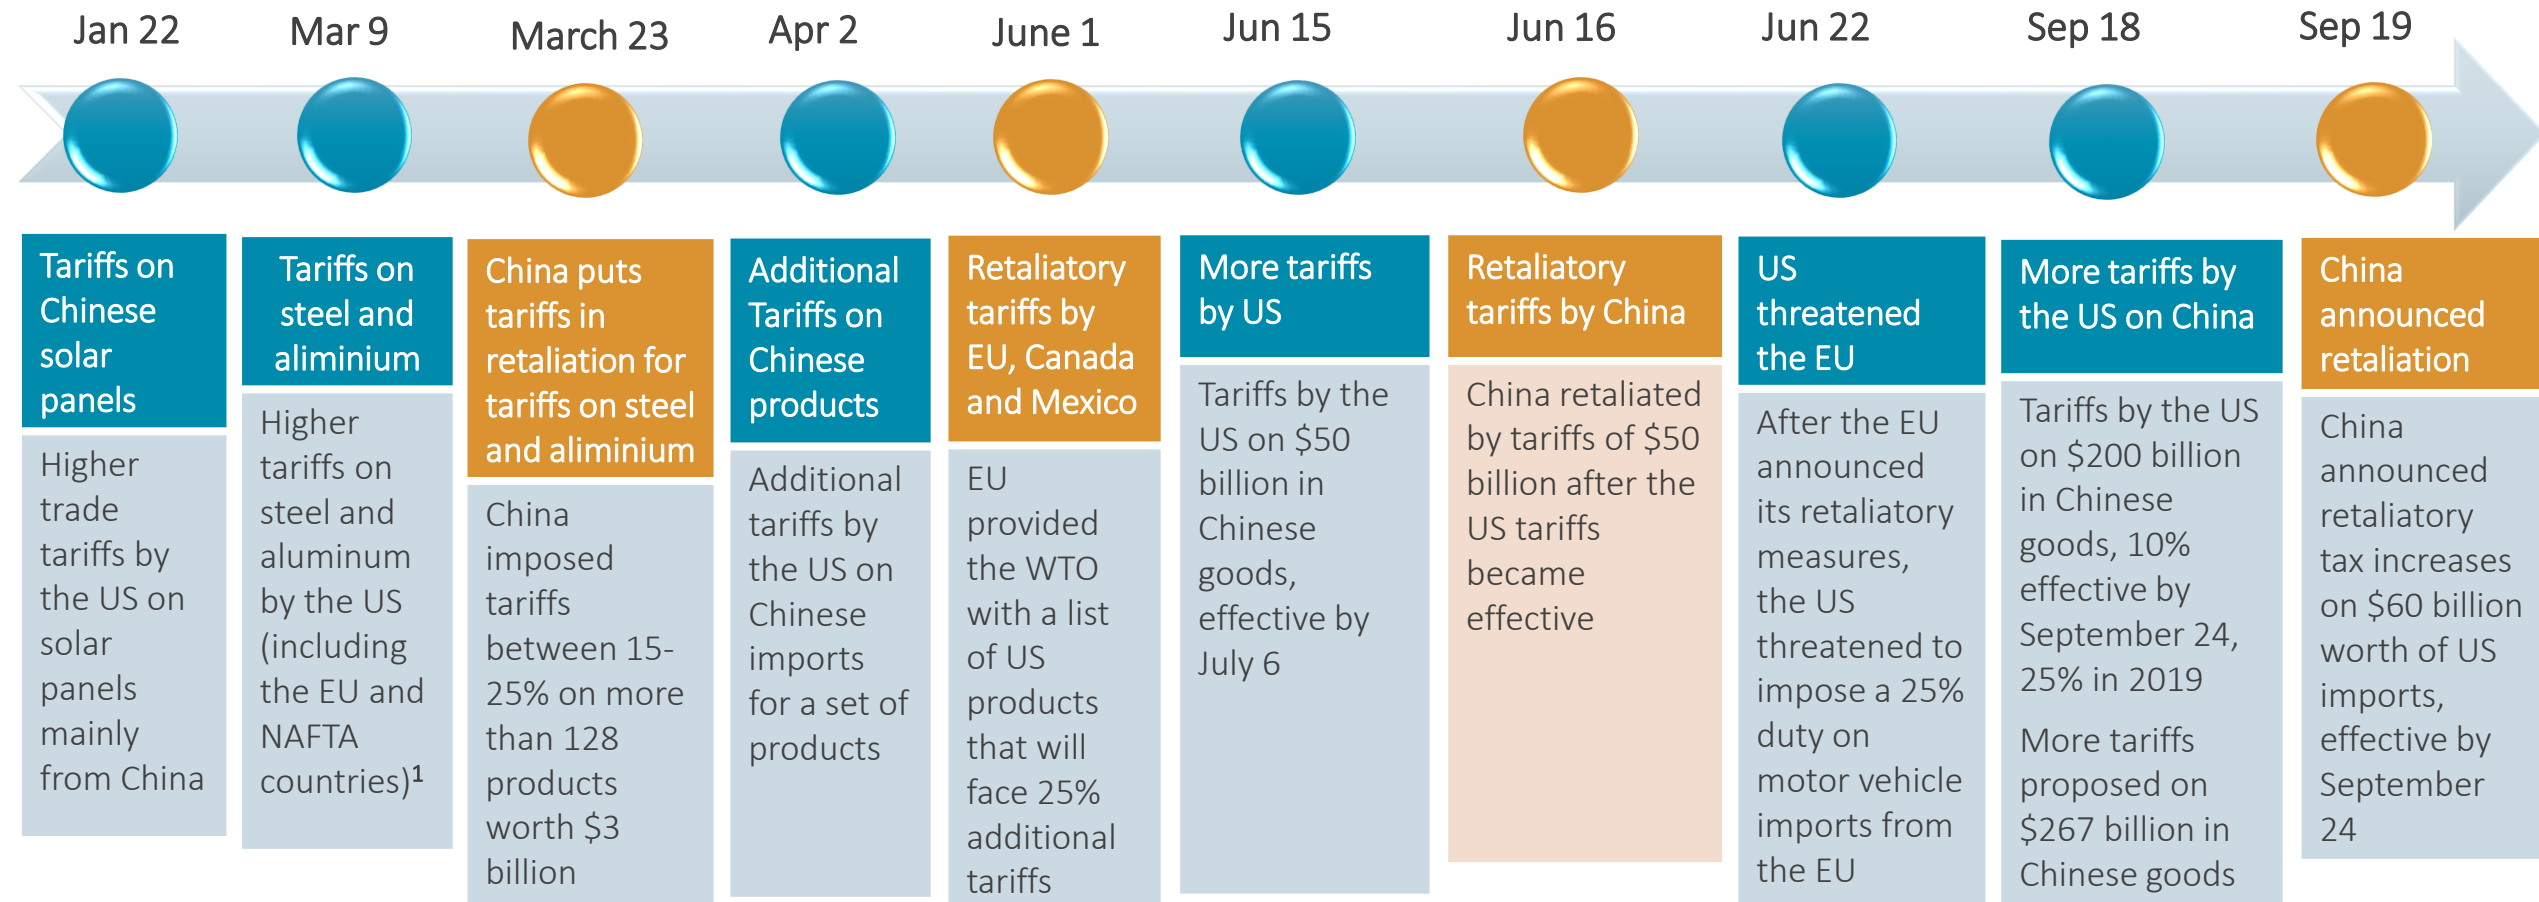 Jan 22
Mar 9
March 23
Apr 2
June 1
Jun 15
Jun 16
Jun 22
Sep 18
Sep 19
Tariffs on
Chinese
solar
panels
Higher
trade
tariffs by
the US on
solar
panels
mainly
from China
Tariffs on
steel and
aliminium
Higher
tariffs on
steel and
aluminum
by the US
(including
the EU and
NAFTA
countries)¹
China puts
tariffs in
retaliation for
tariffs on steel
and aliminium
China
imposed
tariffs
between 15-
25% on more
than 128
products
worth $3
billion
Additional
Tariffs on
Chinese
products
Additional
tariffs by
the US on
Chinese
imports
for a set of
products
Retaliatory
tariffs by
EU, Canada
and Mexico
EU
provided
the WTO
with a list
of US
products
that will
face 25%
additional
tariffs
More tariffs
by US
Tariffs by the
US on $50
billion in
Chinese
goods,
effective by
July 6
Retaliatory
tariffs by China
China retaliated
by tariffs of $50
billion after the
US tariffs
became
effective
US
threatened
the EU
After the EU
announced
its retaliatory
measures,
the US
threatened to
impose a 25%
duty on
motor vehicle
imports from
the EU
More tariffs by
the US on China
Tariffs by the US
on $200 billion
in Chinese
goods, 10%
effective by
September 24,
25% in 2019
More tariffs
proposed on
$267 billion in
Chinese goods
China
announced
retaliation
China
announced
retaliatory
tax increases
on $60 billion
worth of US
imports,
effective by
September
24